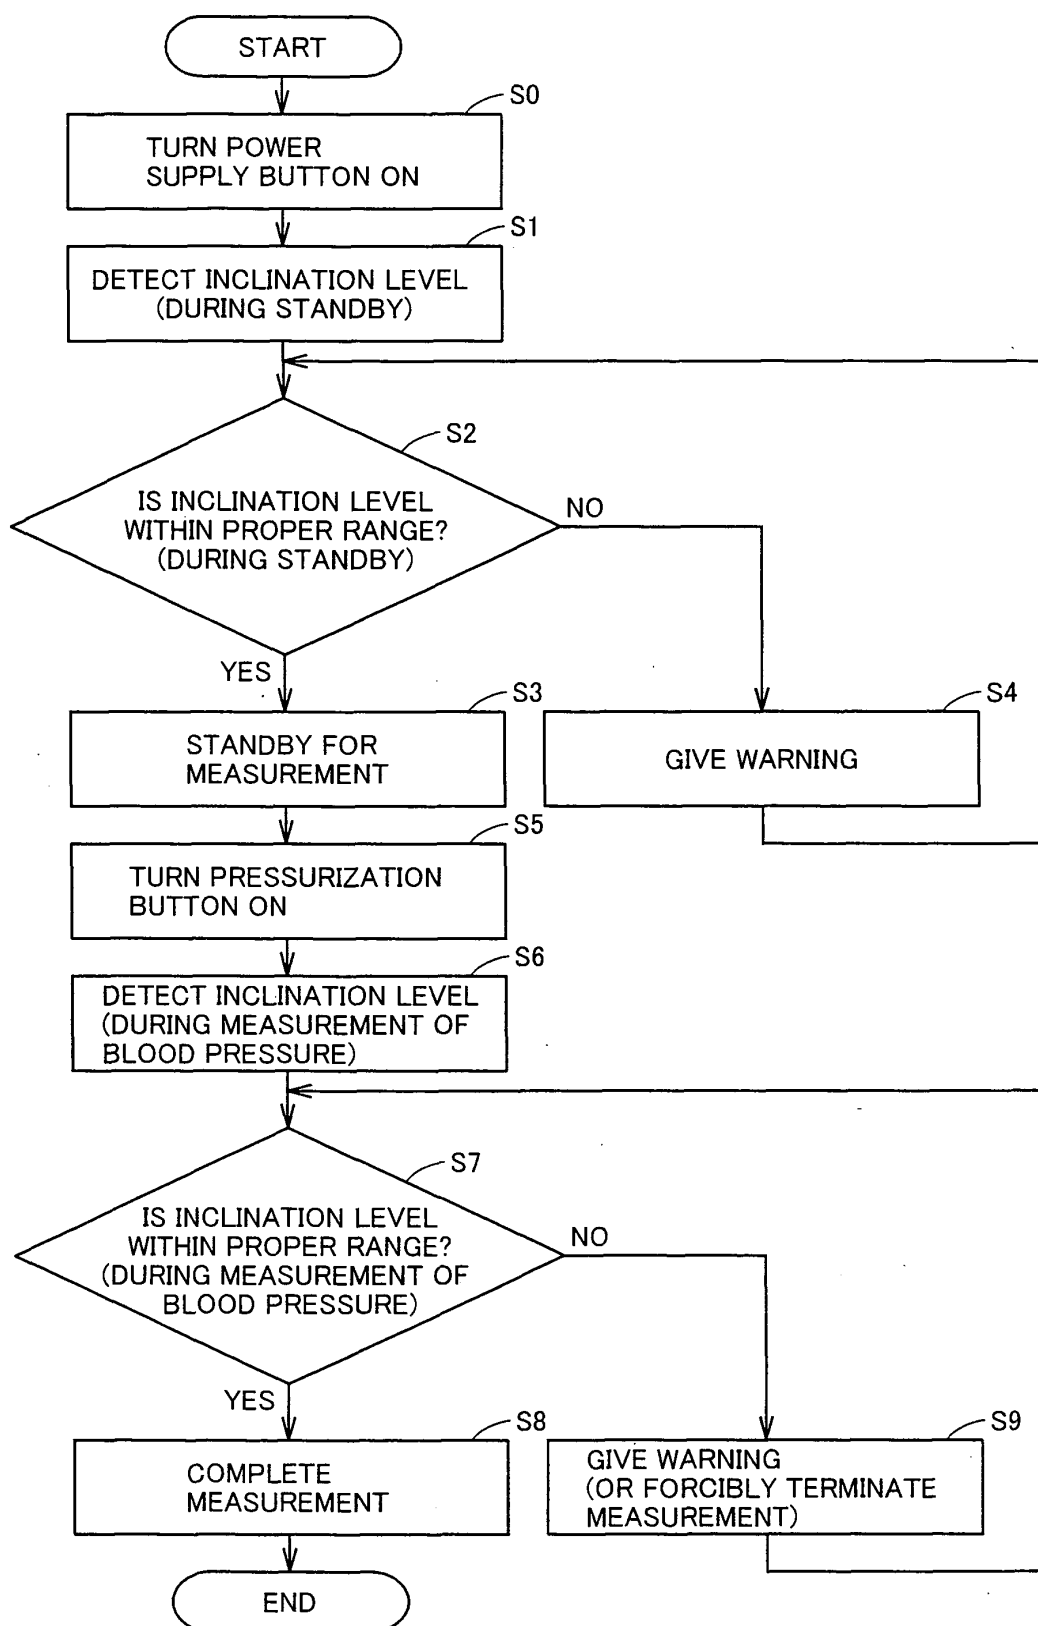 START
S0
TURN POWER
SUPPLY BUTTON ON
S1
DETECT INCLINATION LEVEL
(DURING STANDBY)
S2
IS INCLINATION LEVEL
WITHIN PROPER RANGE?
(DURING STANDBY)
NO
YES
S3
STANDBY FOR
MEASUREMENT
S4
GIVE WARNING
S5
TURN PRESSURIZATION
BUTTON ON
S6
DETECT INCLINATION LEVEL
(DURING MEASUREMENT OF
BLOOD PRESSURE)
S7
IS INCLINATION LEVEL
WITHIN PROPER RANGE?
(DURING MEASUREMENT OF
BLOOD PRESSURE)
NO
YES
S8
COMPLETE
MEASUREMENT
S9
GIVE WARNING
(OR FORCIBLY TERMINATE
MEASUREMENT)
END